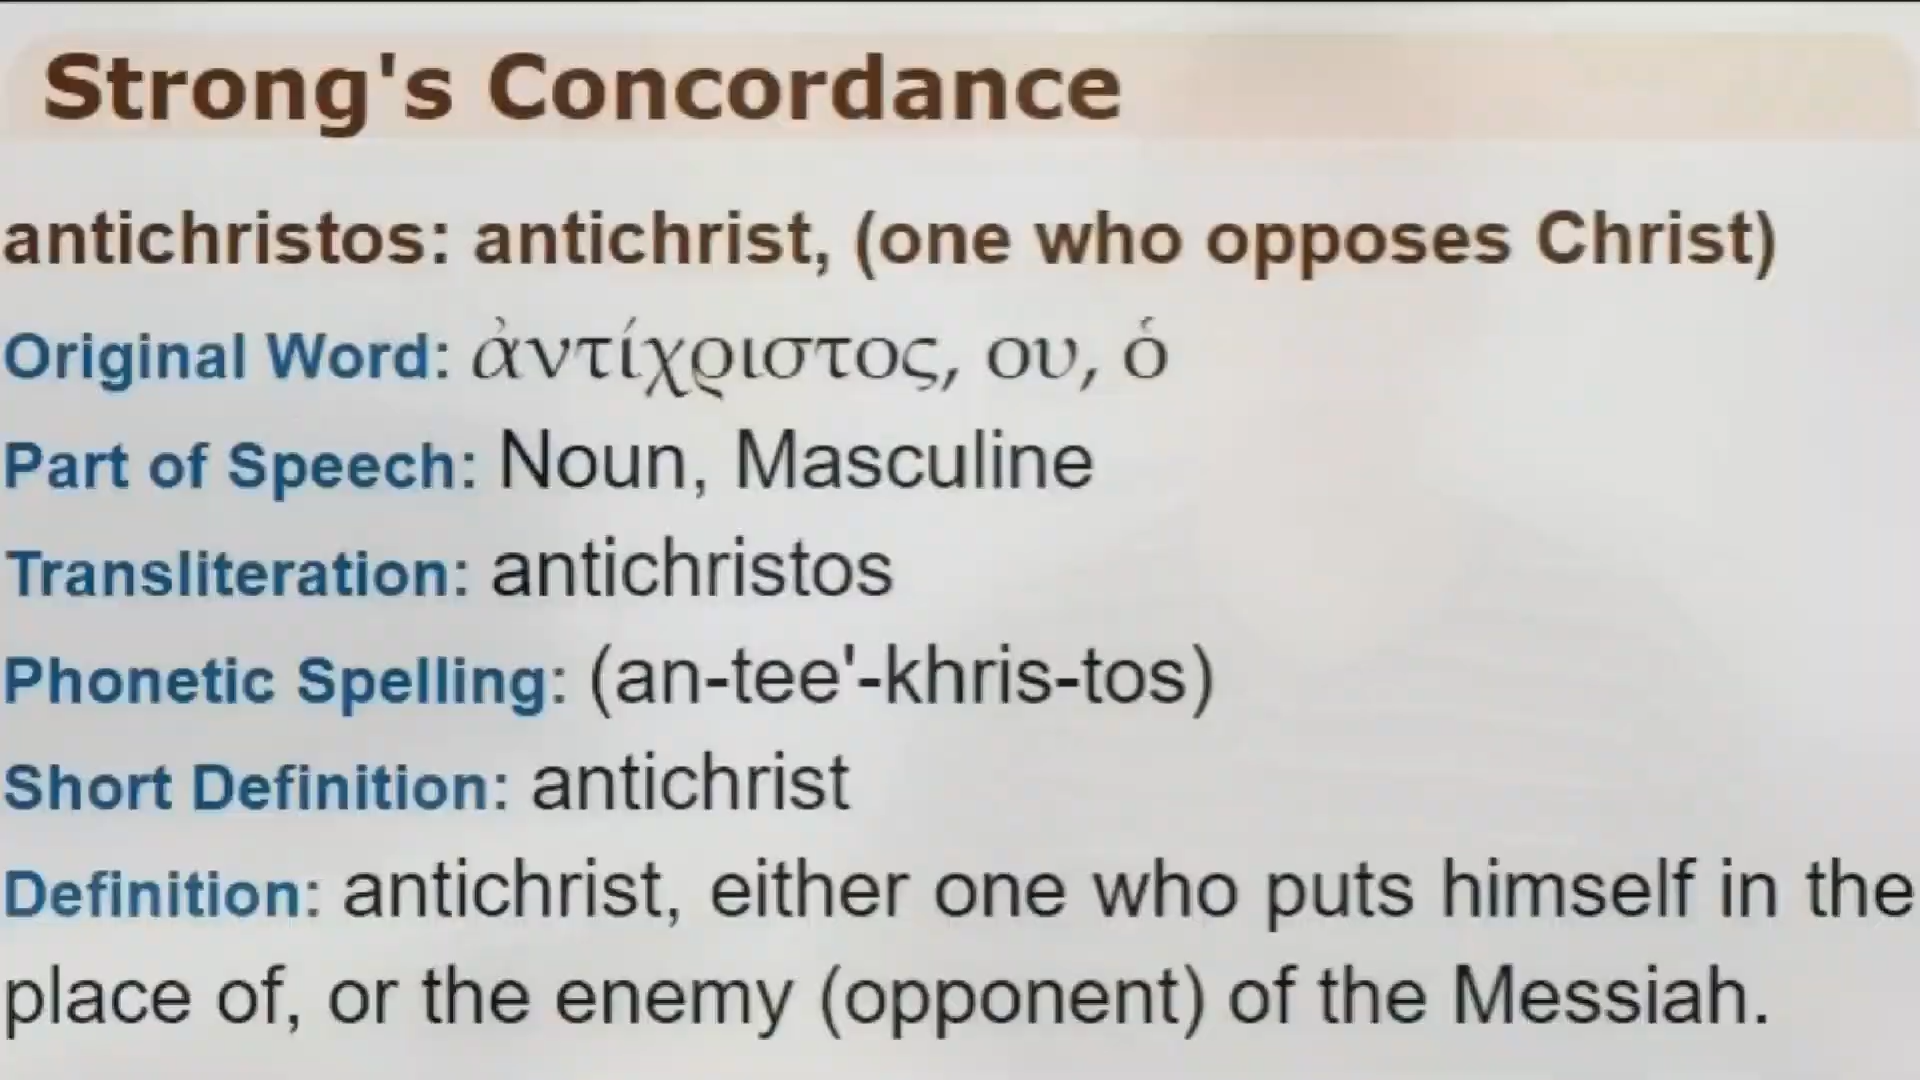 Strong's Concordance
antichristos: antichrist, (one who opposes Christ)
Original Word: ἀντίχριστος, ου, ὁ
Part of Speech: Noun, Masculine
Transliteration: antichristos
Phonetic Spelling: (an-tee'-khris-tos)
Short Definition: antichrist
Definition: antichrist, either one who puts himself in the
place of, or the enemy (opponent) of the Messiah.